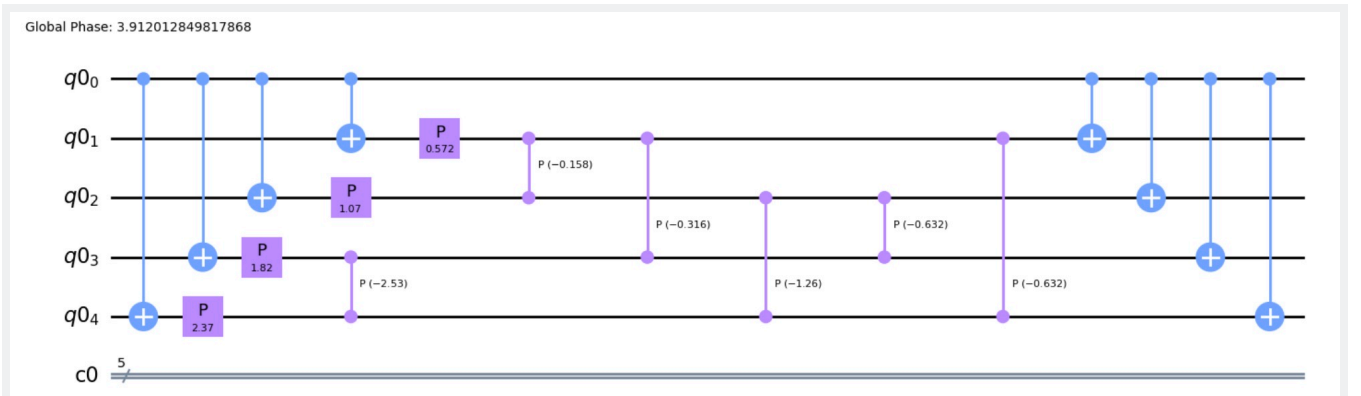 Global Phase: 3.912012849817868
q0₀
q0₁
P
0.572
P (−0.158)
q0₂
P
1.07
P (−0.316)
P (−0.632)
q0₃
P
1.82
P (−2.53)
P (−1.26)
P (−0.632)
q0₄
P
2.37
5
c0